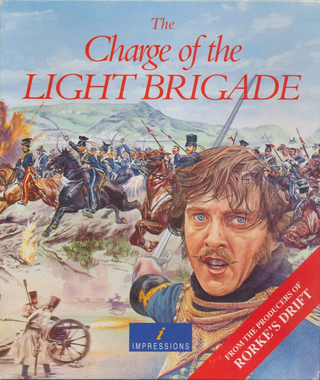 The
Charge of the
LIGHT BRIGADE
FROM THE PRODUCERS OF
RORKE'S DRIFT
i
IMPRESSIONS